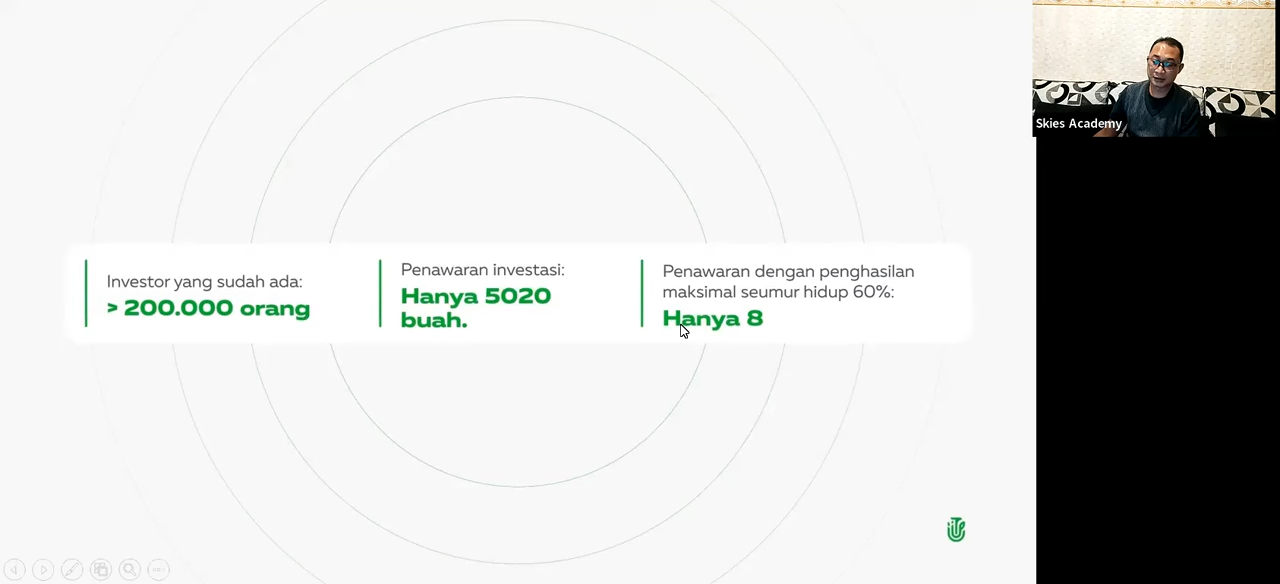 Investor yang sudah ada:
> 200.000 orang
Penawaran investasi:
Hanya 5020
buah.
Penawaran dengan penghasilan
maksimal seumur hidup 60%:
Hanya 8
Skies Academy